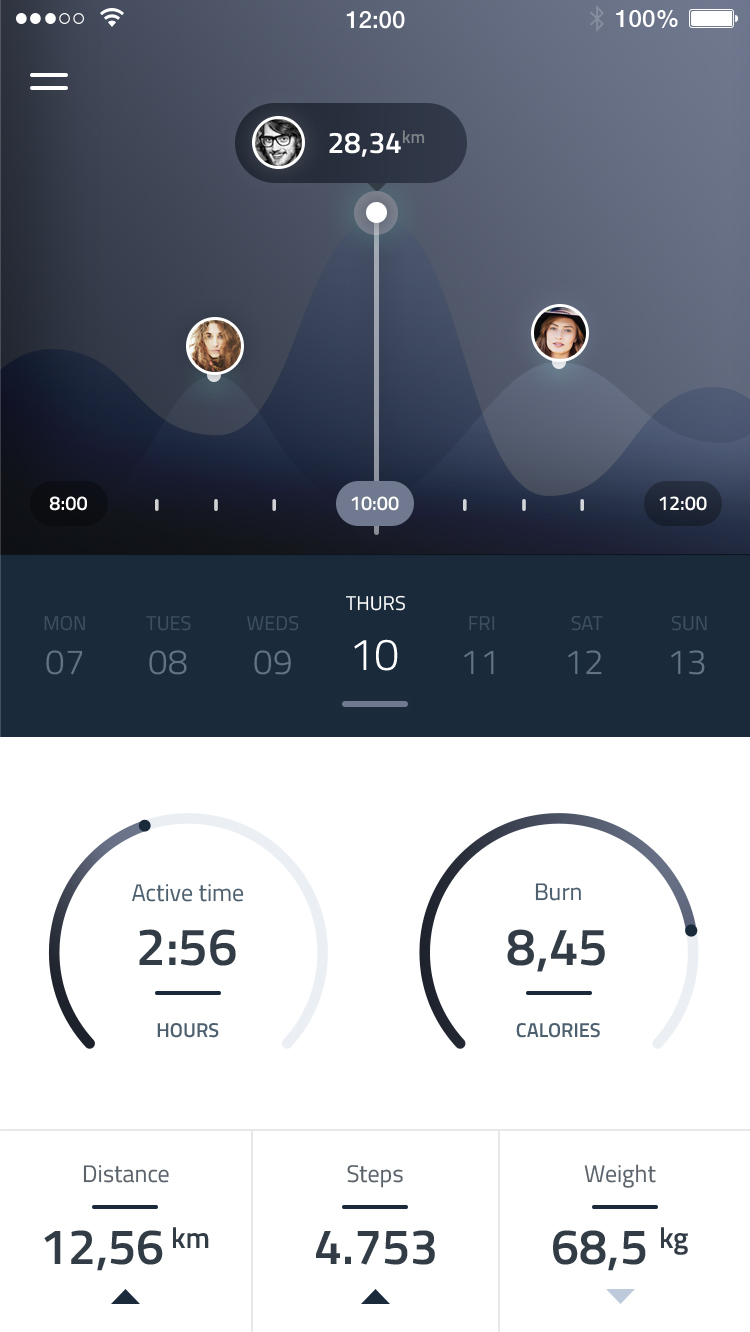 12:00 100%
28,34km
8:00 10:00 12:00
MON TUES WEDS THURS FRI SAT SUN
07 08 09 10 11 12 13
Active time Burn
2:56 8,45
HOURS CALORIES
Distance Steps Weight
12,56 km 4.753 68,5 kg